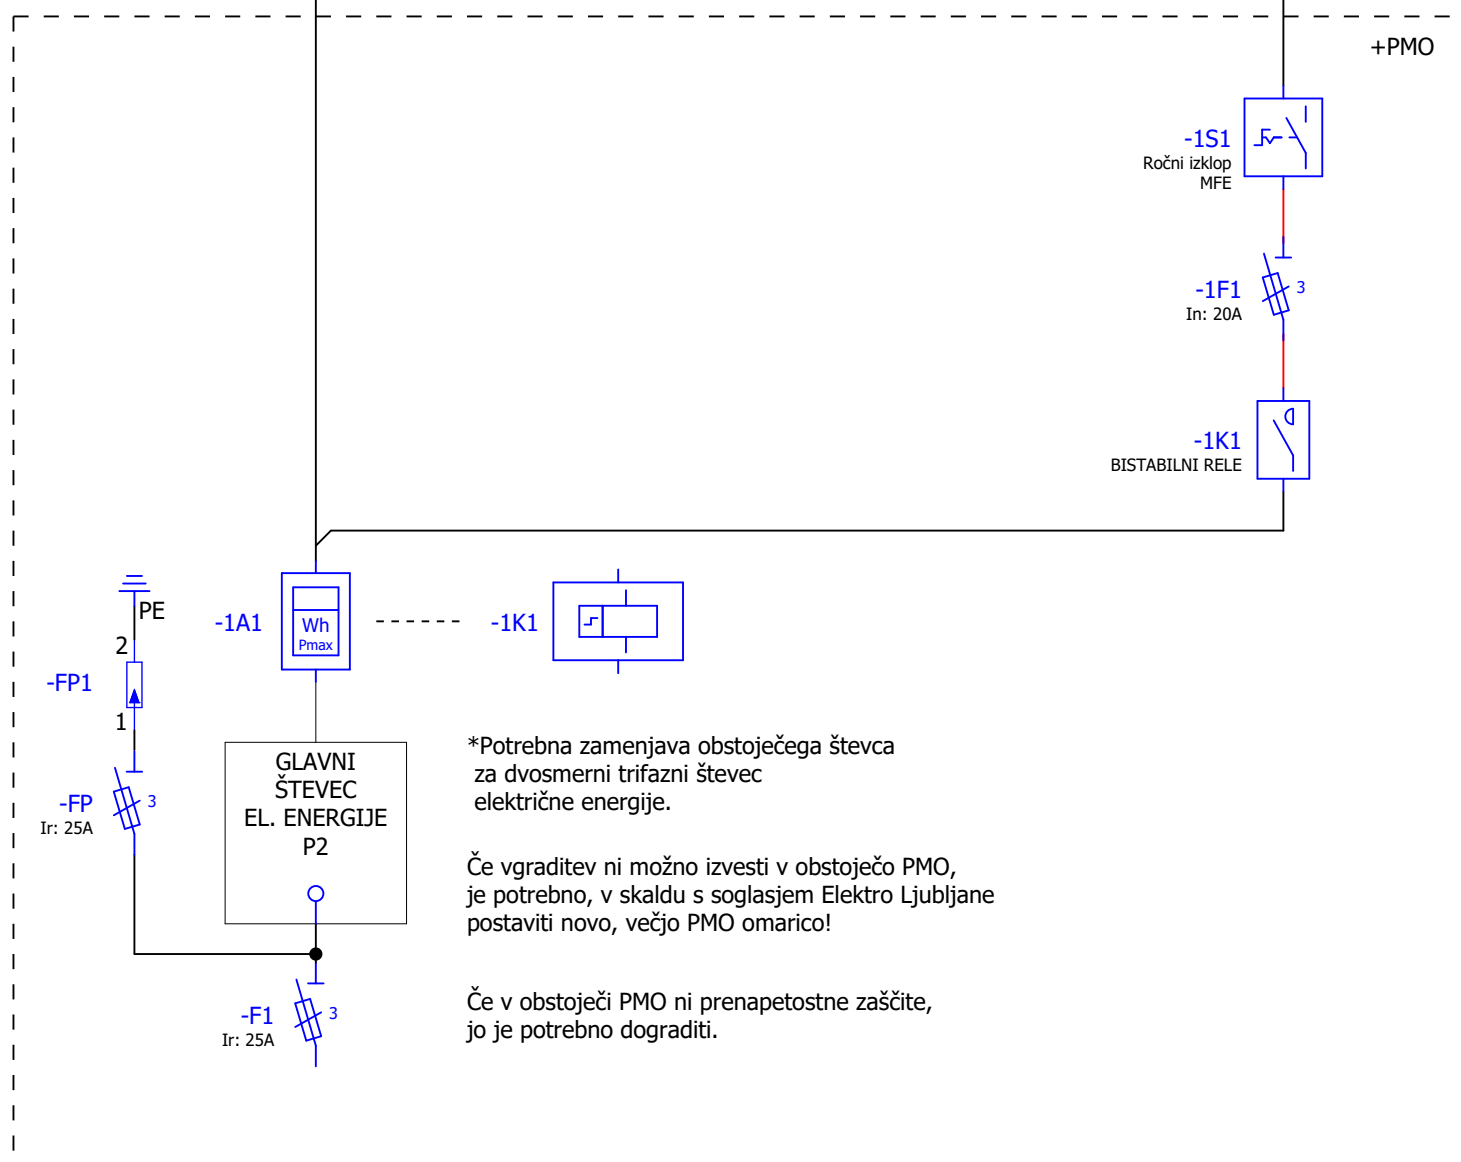 +PMO
-1S1
Ročni izklop
MFE
-1F1
In: 20A
3
-1K1
BISTABILNI RELE
PE
2
-FP1
1
-FP
Ir: 25A
3
-1A1
Wh
Pmax
-1K1
GLAVNI
ŠTEVEC
EL. ENERGIJE
P2
-F1
Ir: 25A
3
*Potrebna zamenjava obstoječega števca
za dvosmerni trifazni števec
električne energije.
Če vgraditev ni možno izvesti v obstoječo PMO,
je potrebno, v skaldu s soglasjem Elektro Ljubljane
postaviti novo, večjo PMO omarico!
Če v obstoječi PMO ni prenapetostne zaščite,
jo je potrebno dograditi.